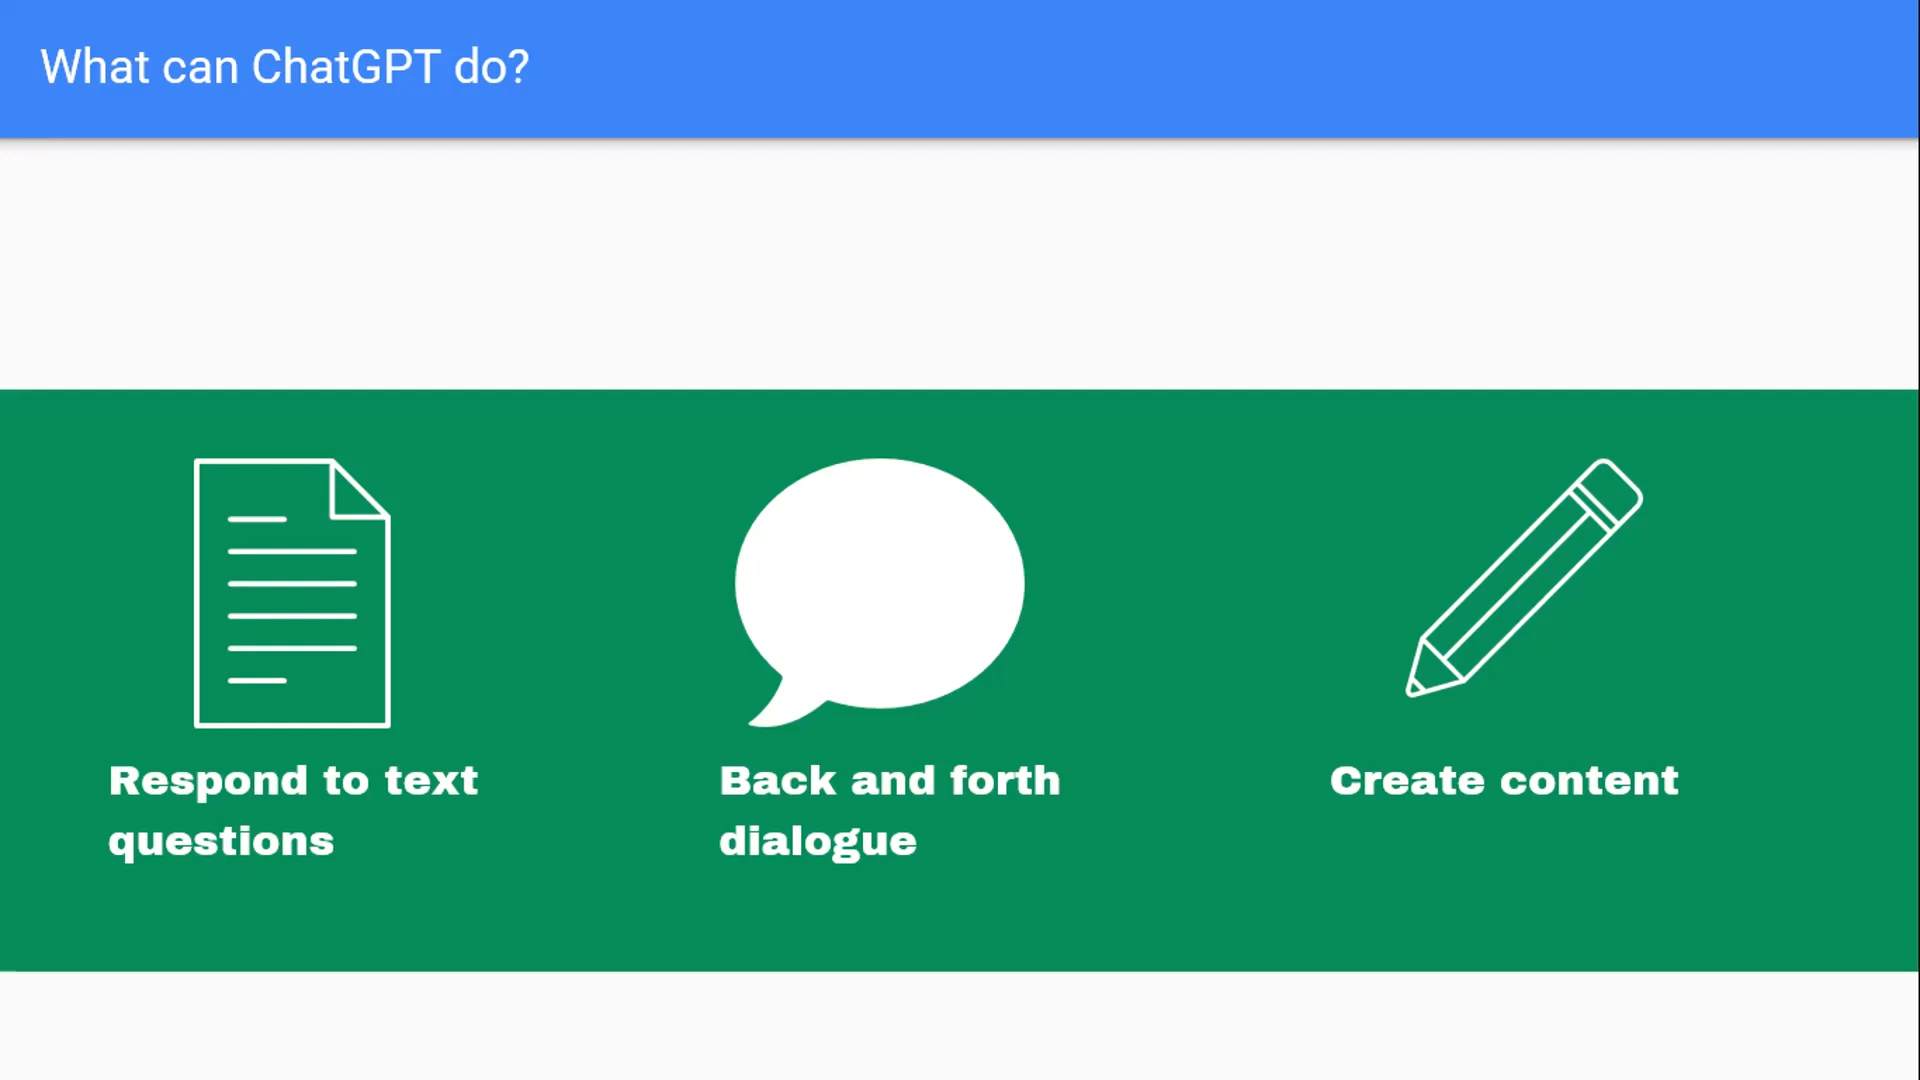 What can ChatGPT do?
Respond to text
questions
Back and forth
dialogue
Create content